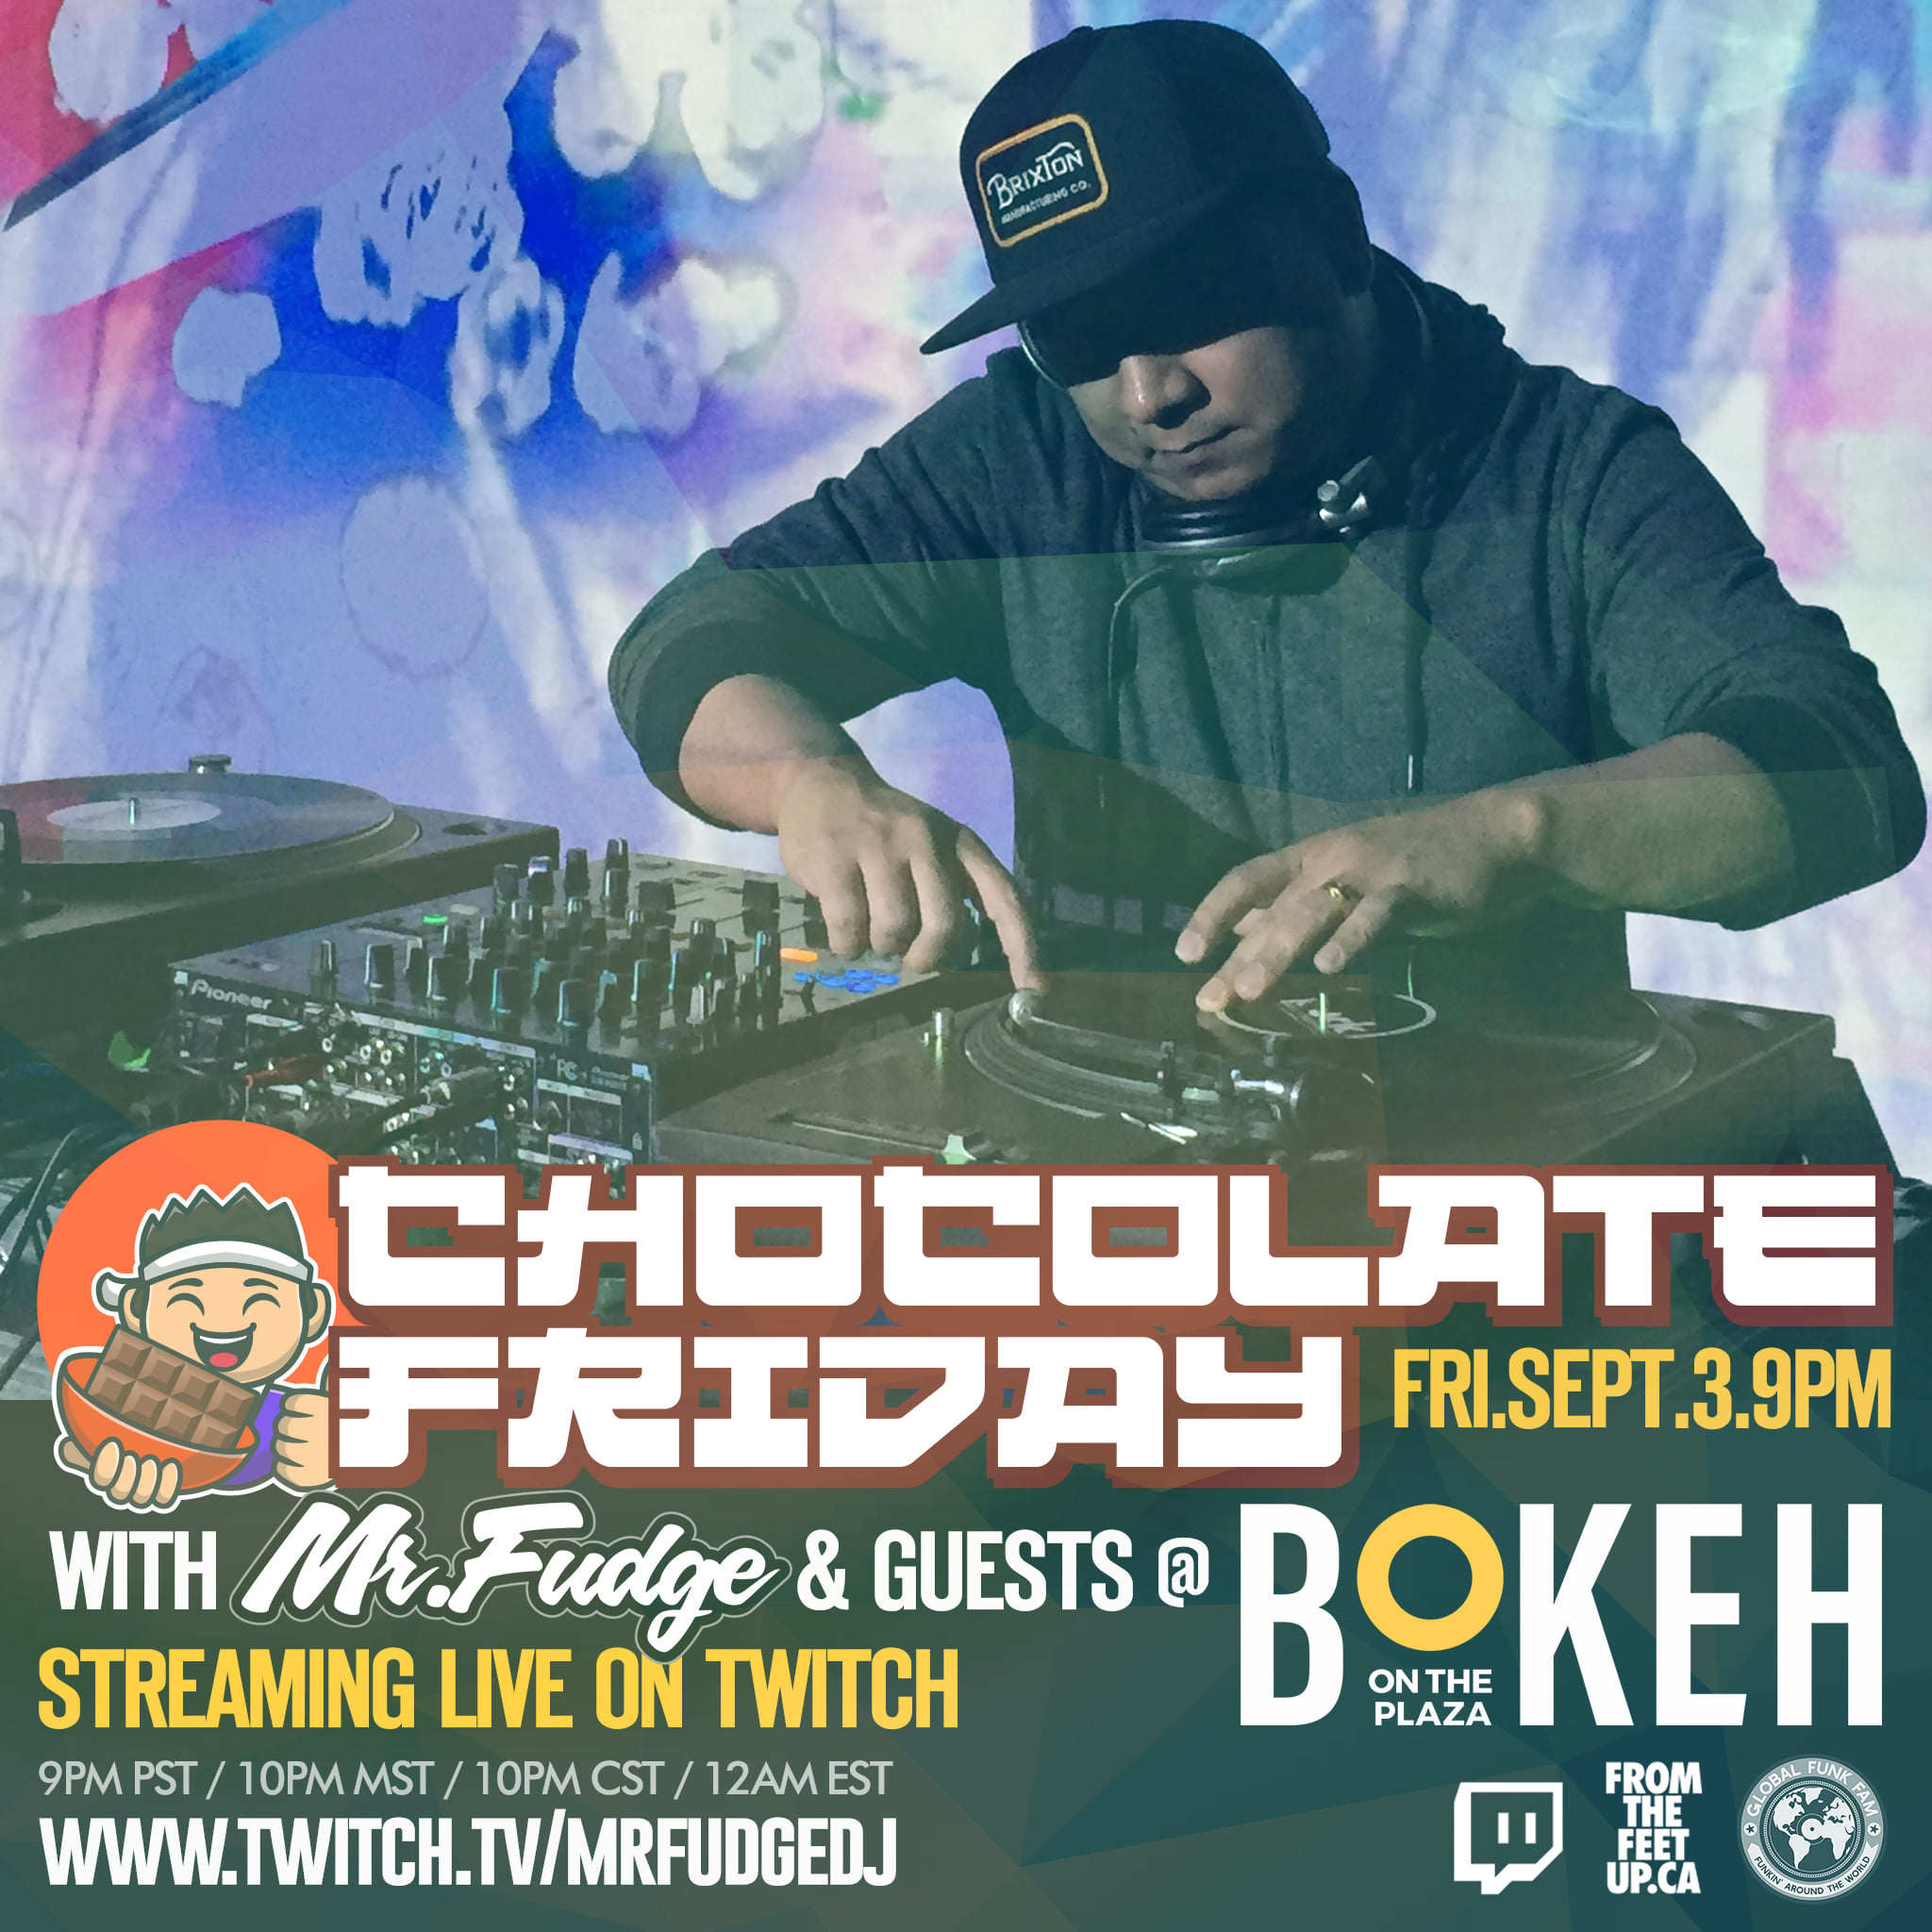 BRIXTON
MANUFACTURING CO.
Pioneer
CHOCOLATE
FRIDAY
FRI.SEPT.3.9PM
WITH Mr.Fudge & GUESTS @ BOKEH
ON THE
PLAZA
STREAMING LIVE ON TWITCH
9PM PST / 10PM MST / 10PM CST / 12AM EST
WWW.TWITCH.TV/MRFUDGEDJ
FROM
THE
FEET
UP.CA
GLOBAL FUNK FAM
FUNKIN' AROUND THE WORLD